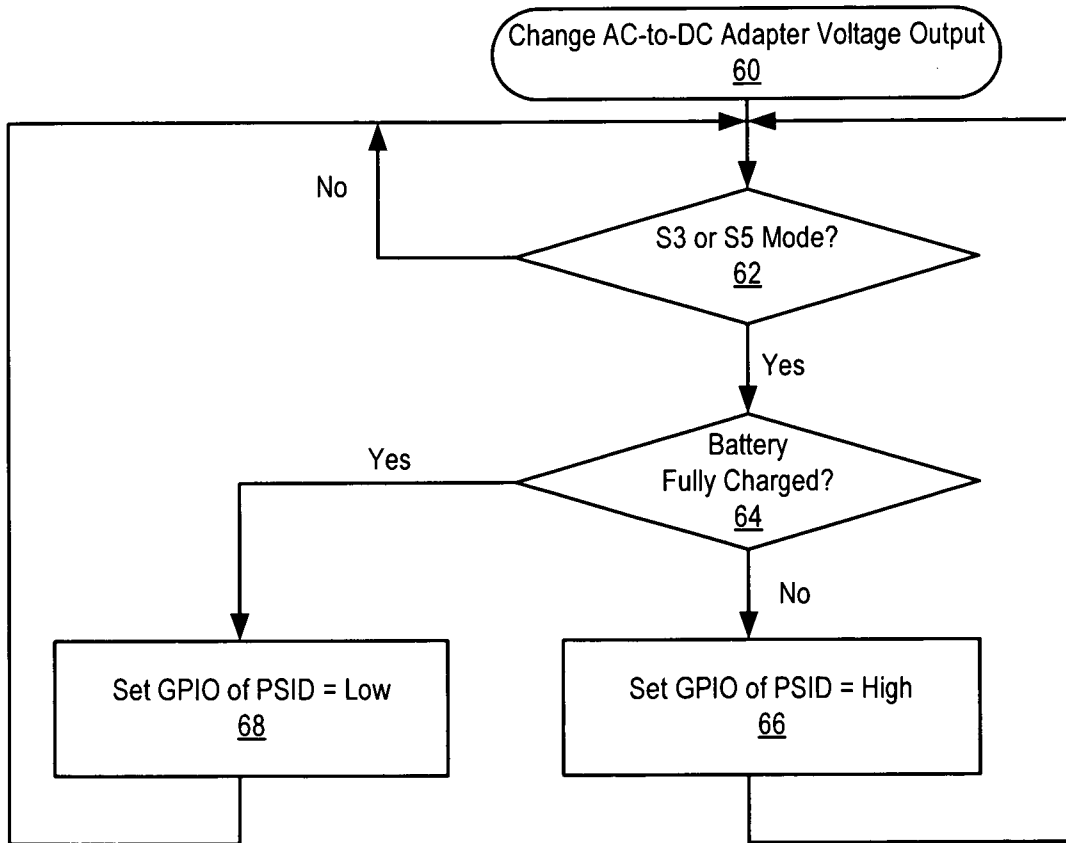 Change AC-to-DC Adapter Voltage Output
60
No
S3 or S5 Mode?
62
Yes
Yes
Battery
Fully Charged?
64
No
Set GPIO of PSID = Low
68
Set GPIO of PSID = High
66